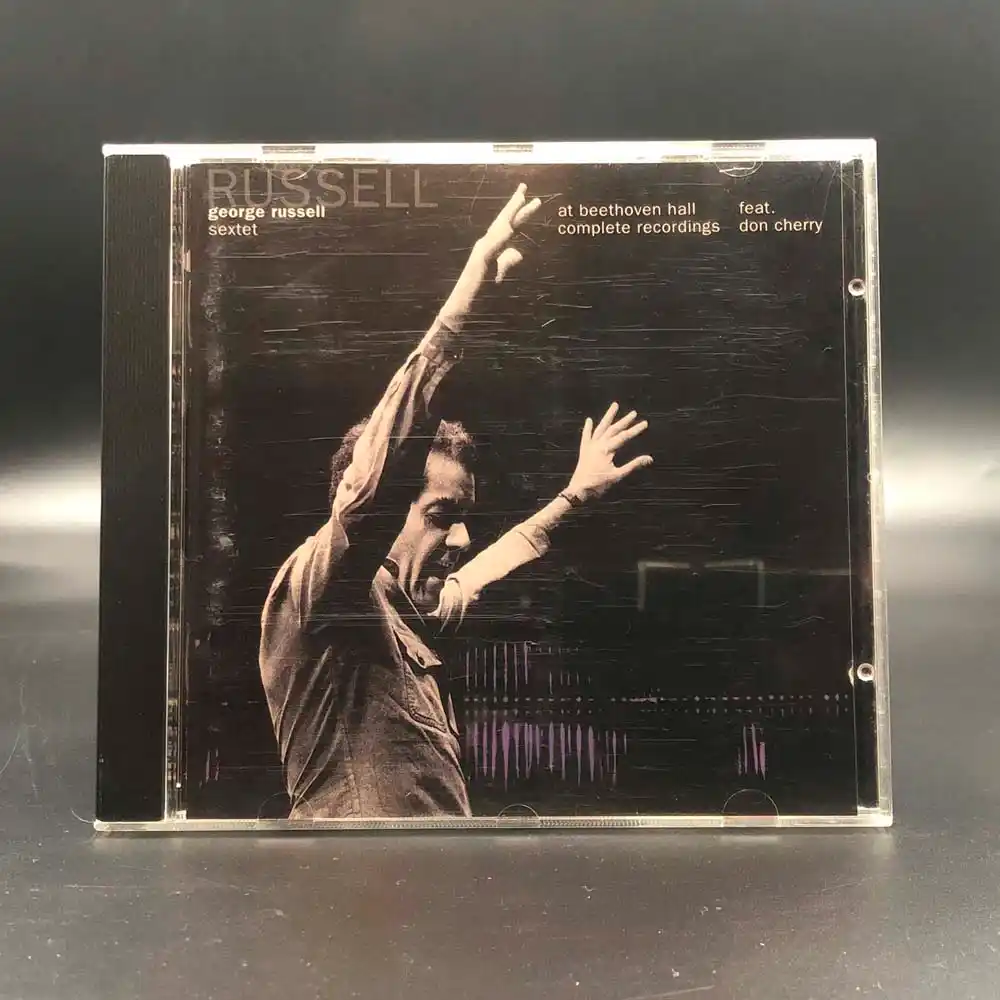 RUSSELL
george russell
sextet
at beethoven hall
complete recordings
feat.
don cherry